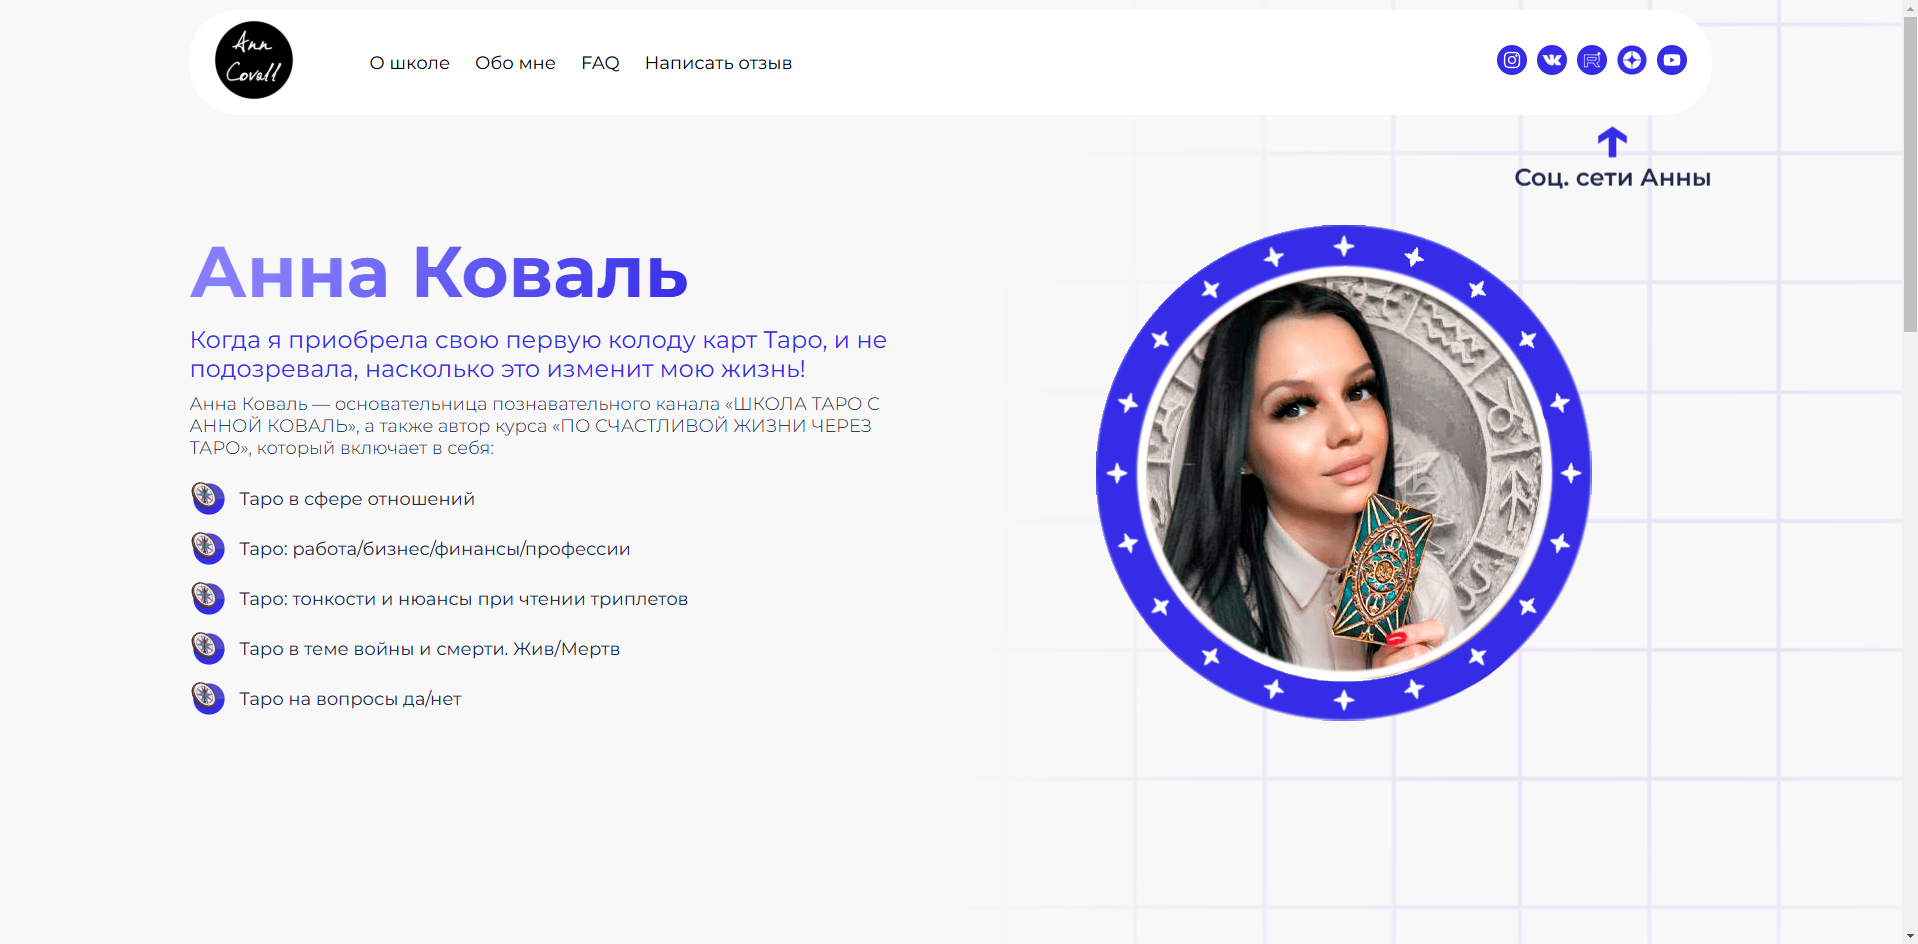 Ann
Covall
О школе
Обо мне
FAQ
Написать отзыв
Соц. сети Анны
Анна Коваль
Когда я приобрела свою первую колоду карт Таро, и не
подозревала, насколько это изменит мою жизнь!
Анна Коваль — основательница познавательного канала «ШКОЛА ТАРО С
АННОЙ КОВАЛЬ», а также автор курса «ПО СЧАСТЛИВОЙ ЖИЗНИ ЧЕРЕЗ
ТАРО», который включает в себя:
Таро в сфере отношений
Таро: работа/бизнес/финансы/профессии
Таро: тонкости и нюансы при чтении триплетов
Таро в теме войны и смерти. Жив/Мертв
Таро на вопросы да/нет